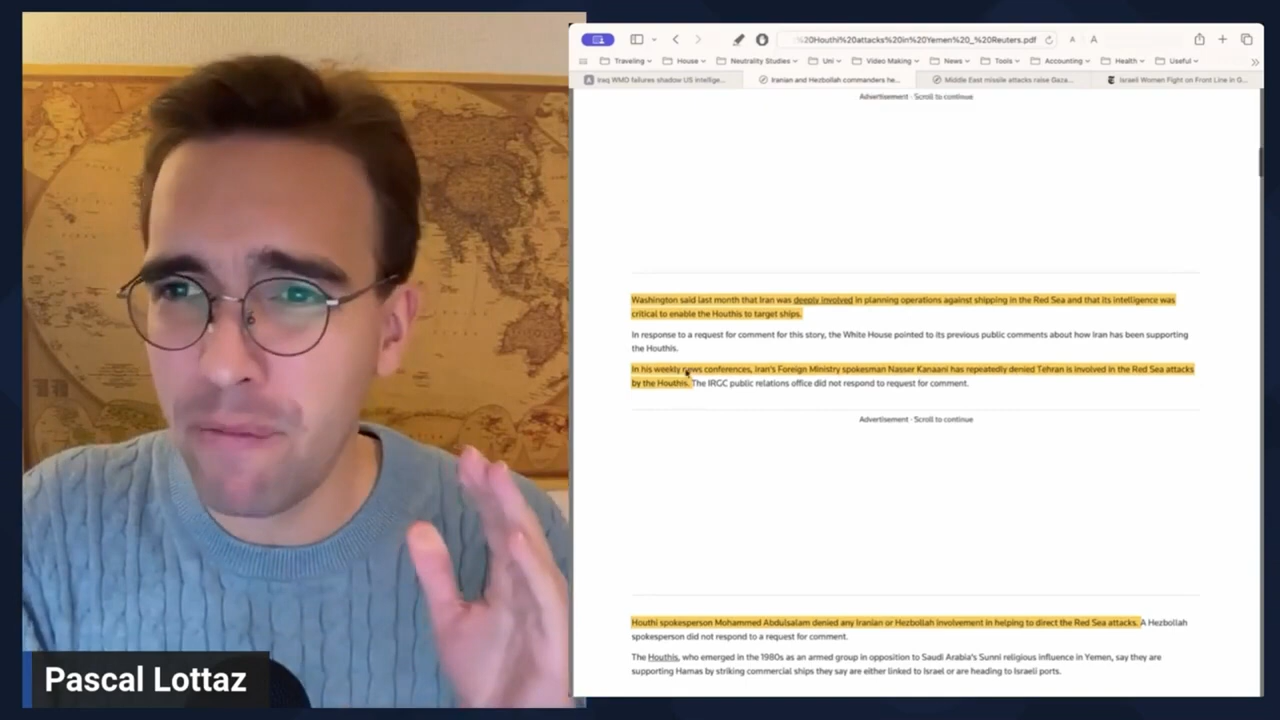 %20Houthi%20attacks%20in%20Yemen%20_%20Reuters.pdf
A A
Traveling House Neutrality Studies Uni Video Making News Tools Accounting Health Useful
Iraq WMD failures shadow US intellige...
Iranian and Hezbollah commanders he...
Middle East missile attacks raise Gaza...
Israeli Women Fight on Front Line in G...
Advertisement · Scroll to continue
Washington said last month that Iran was deeply involved in planning operations against shipping in the Red Sea and that its intelligence was
critical to enable the Houthis to target ships.
In response to a request for comment for this story, the White House pointed to its previous public comments about how Iran has been supporting
the Houthis.
In his weekly news conferences, Iran's Foreign Ministry spokesman Nasser Kanaani has repeatedly denied Tehran is involved in the Red Sea attacks
by the Houthis. The IRGC public relations office did not respond to request for comment.
Advertisement · Scroll to continue
Houthi spokesperson Mohammed Abdulsalam denied any Iranian or Hezbollah involvement in helping to direct the Red Sea attacks. A Hezbollah
spokesperson did not respond to a request for comment.
The Houthis, who emerged in the 1980s as an armed group in opposition to Saudi Arabia's Sunni religious influence in Yemen, say they are
supporting Hamas by striking commercial ships they say are either linked to Israel or are heading to Israeli ports.
Pascal Lottaz